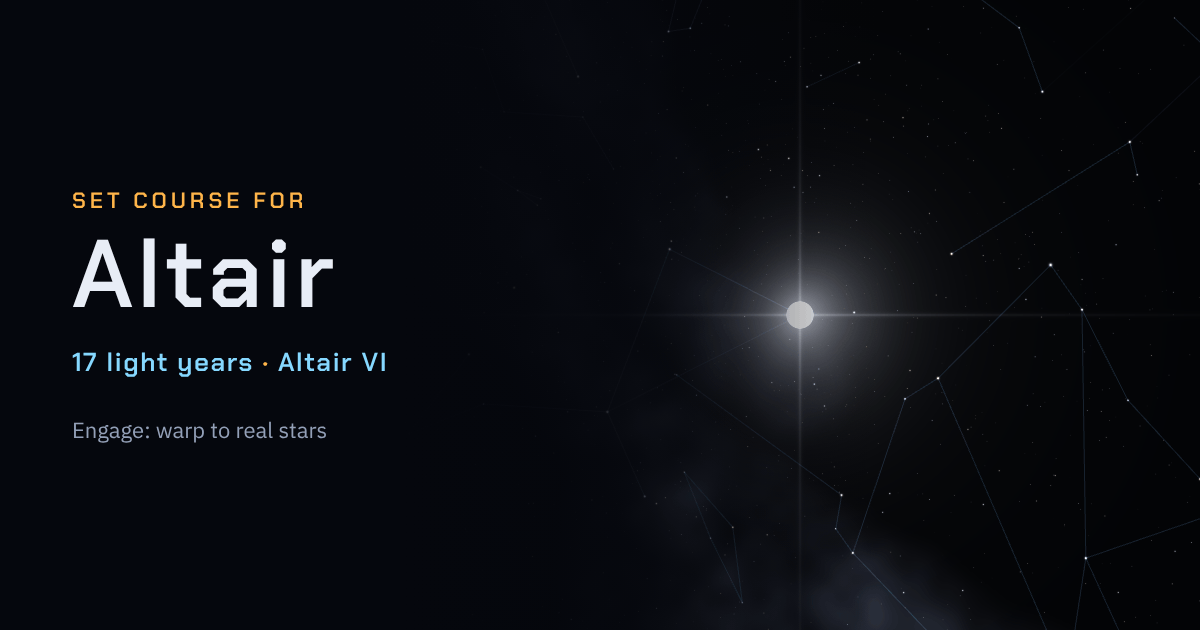 SET COURSE FOR
Altair
17 light years · Altair VI
Engage: warp to real stars